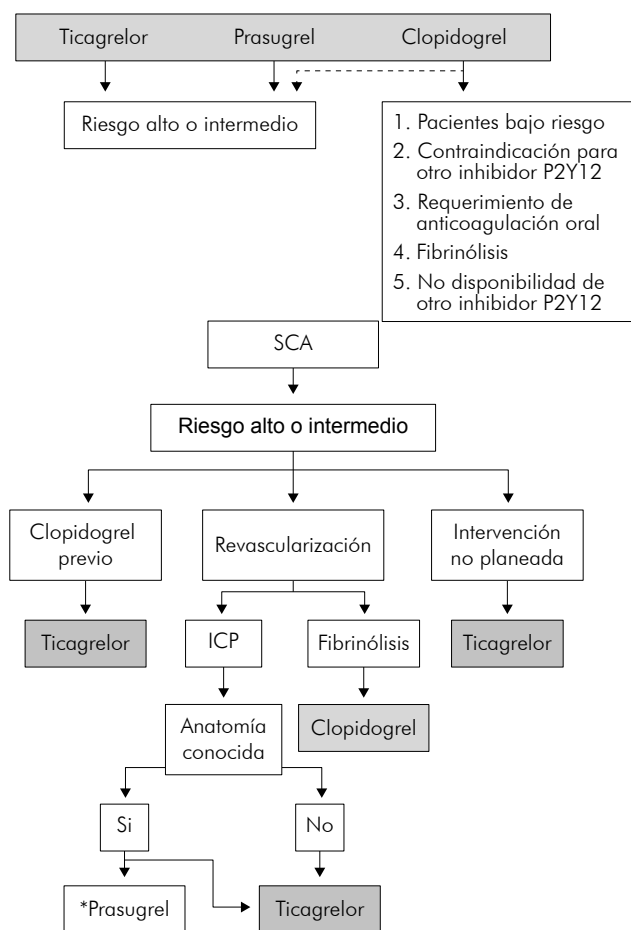 Ticagrelor Prasugrel Clopidogrel
Riesgo alto o intermedio
1. Pacientes bajo riesgo
2. Contraindicación para
otro inhibidor P2Y12
3. Requerimiento de
anticoagulación oral
4. Fibrinólisis
5. No disponibilidad de
otro inhibidor P2Y12
SCA
Riesgo alto o intermedio
Clopidogrel
previo
Revascularización
Intervención
no planeada
Ticagrelor
ICP
Fibrinólisis
Ticagrelor
Anatomía
conocida
Clopidogrel
Si
No
*Prasugrel
Ticagrelor